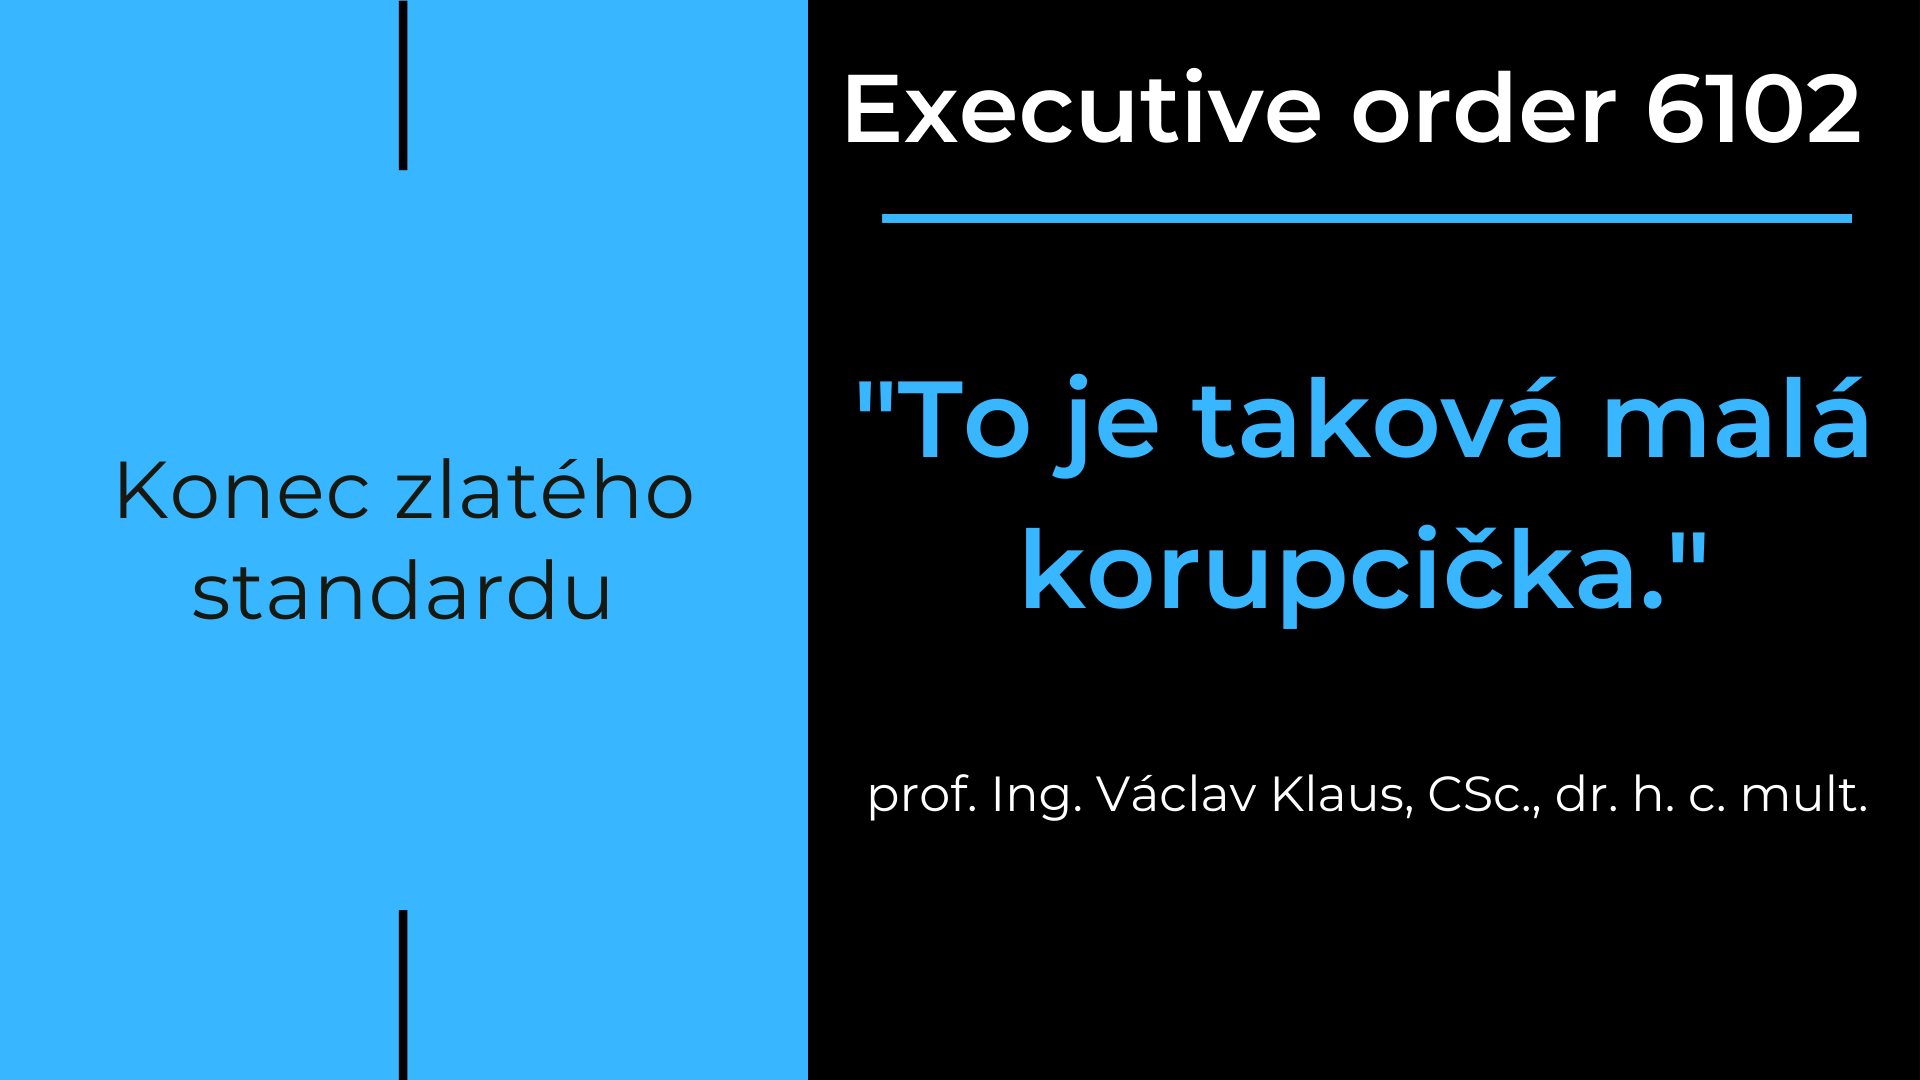 Konec zlatého
standardu
Executive order 6102
"To je taková malá
korupcička."
prof. Ing. Václav Klaus, CSc., dr. h. c. mult.